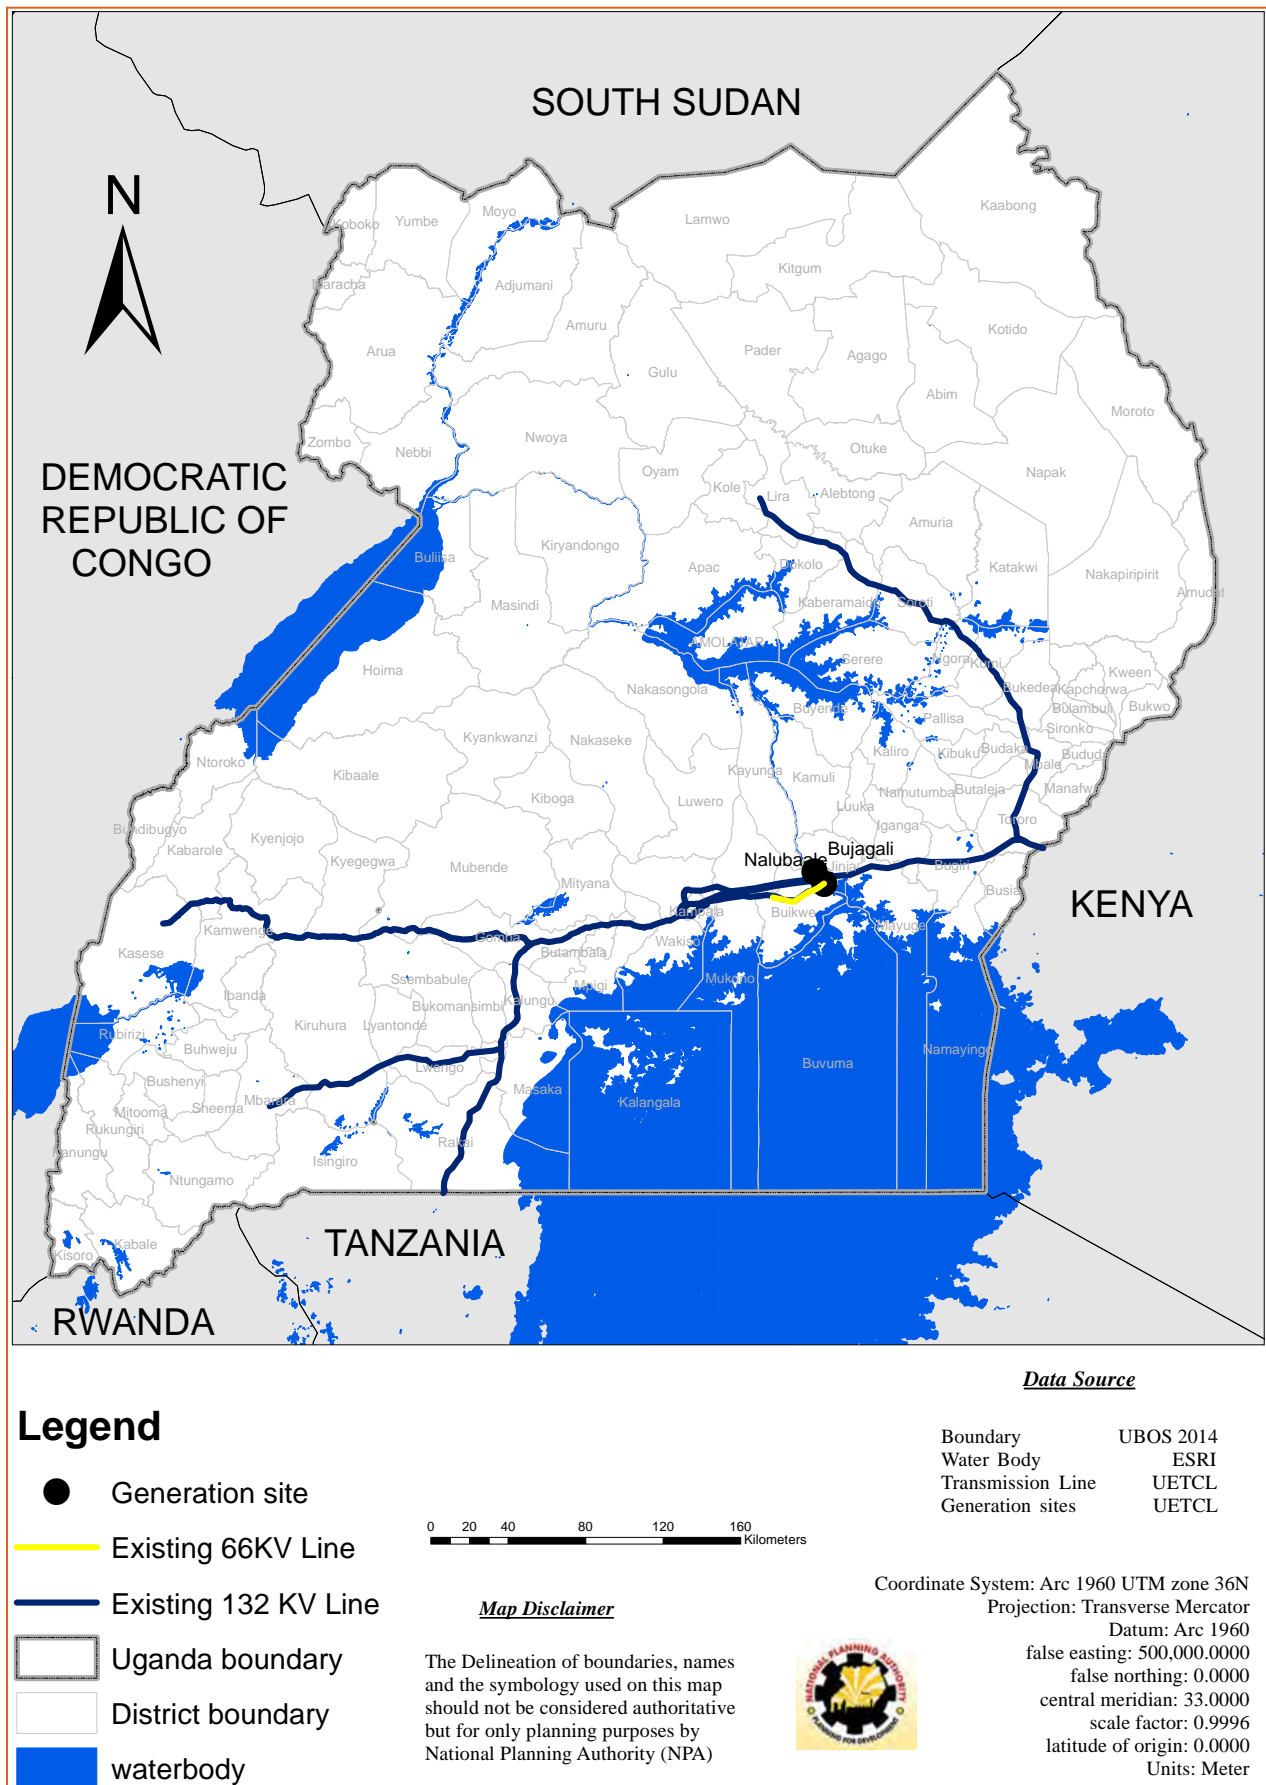 SOUTH SUDAN
N
Kaabong
Moyo
Yumbe
Koboko
Lamwo
Kitgum
Maracha
Adjumani
Amuru
Kotido
Arua
Pader
Agago
Gulu
Abim
Moroto
Zombo
Nebbi
Nwoya
Otuke
Oyam
Napak
DEMOCRATIC
REPUBLIC OF
CONGO
Kole
Lira
Alebtong
Amuria
Kiryandongo
Buliisa
Apac
Dokolo
Katakwi
Nakapiripirit
Amudat
Masindi
Kaberamaido
Soroti
AMOLATAR
Hoima
Serere
Ngora
Kumi
Kween
Nakasongola
Bukedea
Kapchorwa
Buyende
Bulambuli
Bukwo
Pallisa
Sironko
Kyankwanzi
Nakaseke
Kaliro
Kibuku
Budaka
Bududa
Ntoroko
Kibaale
Kayunga
Kamuli
Mbale
Kiboga
Luwero
Namutumba
Butaleja
Manafwa
Luuka
Iganga
Tororo
Bundibugyo
Kabarole
Kyenjojo
Kyegegwa
Mubende
Mityana
Nalubaale
Bujagali
Jinja
Bugiri
Busia
KENYA
Kampala
Buikwe
Mayuge
Kamwenge
Gomba
Kasese
Butambala
Wakiso
Ssembabule
Mukono
Mpigi
Ibanda
Bukomansimbi
Kalungu
Kiruhura
Lyantonde
Rubirizi
Buhweju
Buvuma
Namayingo
Lwengo
Bushenyi
Masaka
Kalangala
Mitooma
Sheema
Mbarara
Rukungiri
Rakai
Kanungu
Isingiro
Ntungamo
Kabale
Kisoro
TANZANIA
RWANDA
Data Source
Boundary UBOS 2014
Water Body ESRI
Transmission Line UETCL
Generation sites UETCL
Legend
Generation site
Existing 66KV Line
Existing 132 KV Line
Uganda boundary
District boundary
waterbody
0 20 40 80 120 160
Kilometers
Map Disclaimer
The Delineation of boundaries, names
and the symbology used on this map
should not be considered authoritative
but for only planning purposes by
National Planning Authority (NPA)
NATIONAL PLANNING AUTHORITY
PLANNING FOR DEVELOPMENT
Coordinate System: Arc 1960 UTM zone 36N
Projection: Transverse Mercator
Datum: Arc 1960
false easting: 500,000.0000
false northing: 0.0000
central meridian: 33.0000
scale factor: 0.9996
latitude of origin: 0.0000
Units: Meter